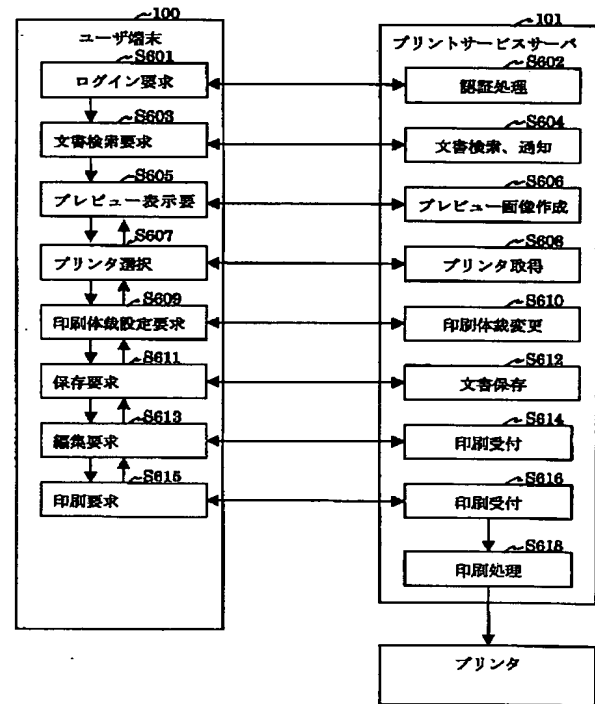 100
ユーザ端末
S601
ログイン要求
S603
文書検索要求
S605
プレビュー表示要
S607
プリンタ選択
S609
印刷体裁設定要求
S611
保存要求
S613
編集要求
S615
印刷要求
101
プリントサービスサーバ
S602
認証処理
S604
文書検索、通知
S606
プレビュー画像作成
S608
プリンタ取得
S610
印刷体裁変更
S612
文書保存
S614
印刷受付
S616
印刷受付
S618
印刷処理
プリンタ